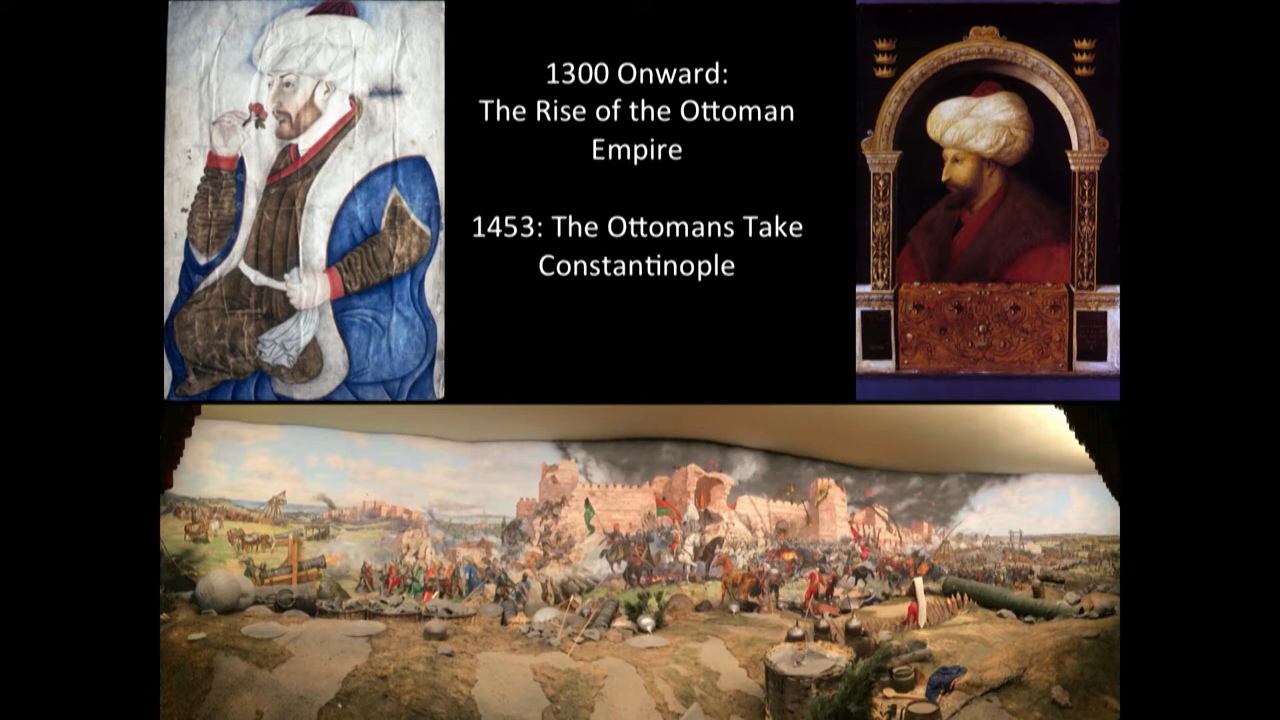 1300 Onward:
The Rise of the Ottoman
Empire
1453: The Ottomans Take
Constantinople